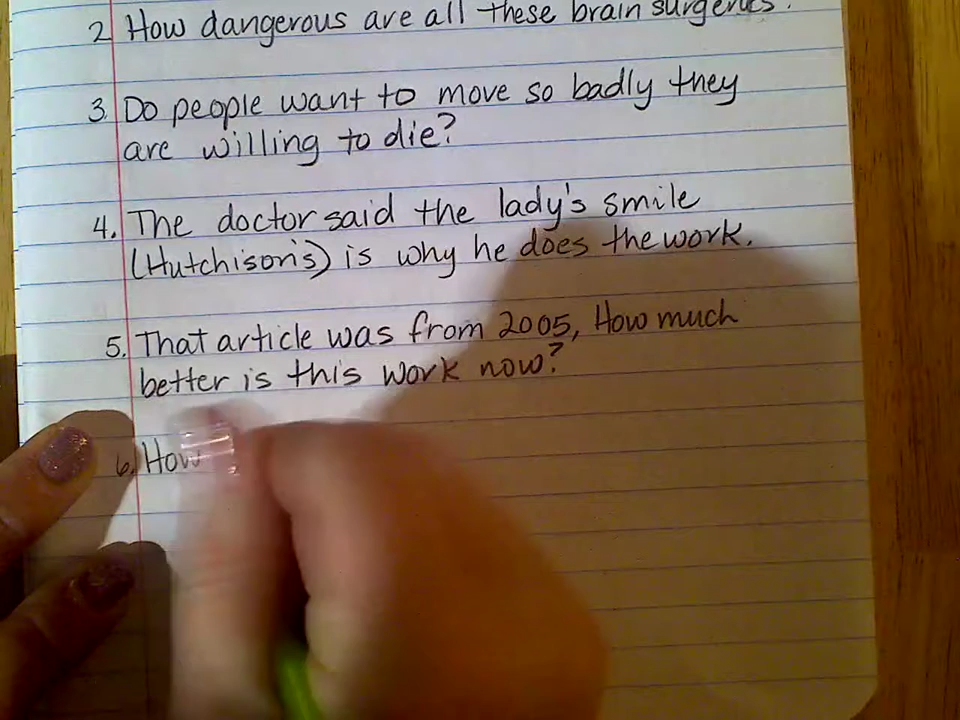 2. How dangerous are all these brain surgeries.
3. Do people want to move so badly they
are willing to die?
4. The doctor said the lady's smile
(Hutchison's) is why he does the work.
5. That article was from 2005, How much
better is this work now?
6. How